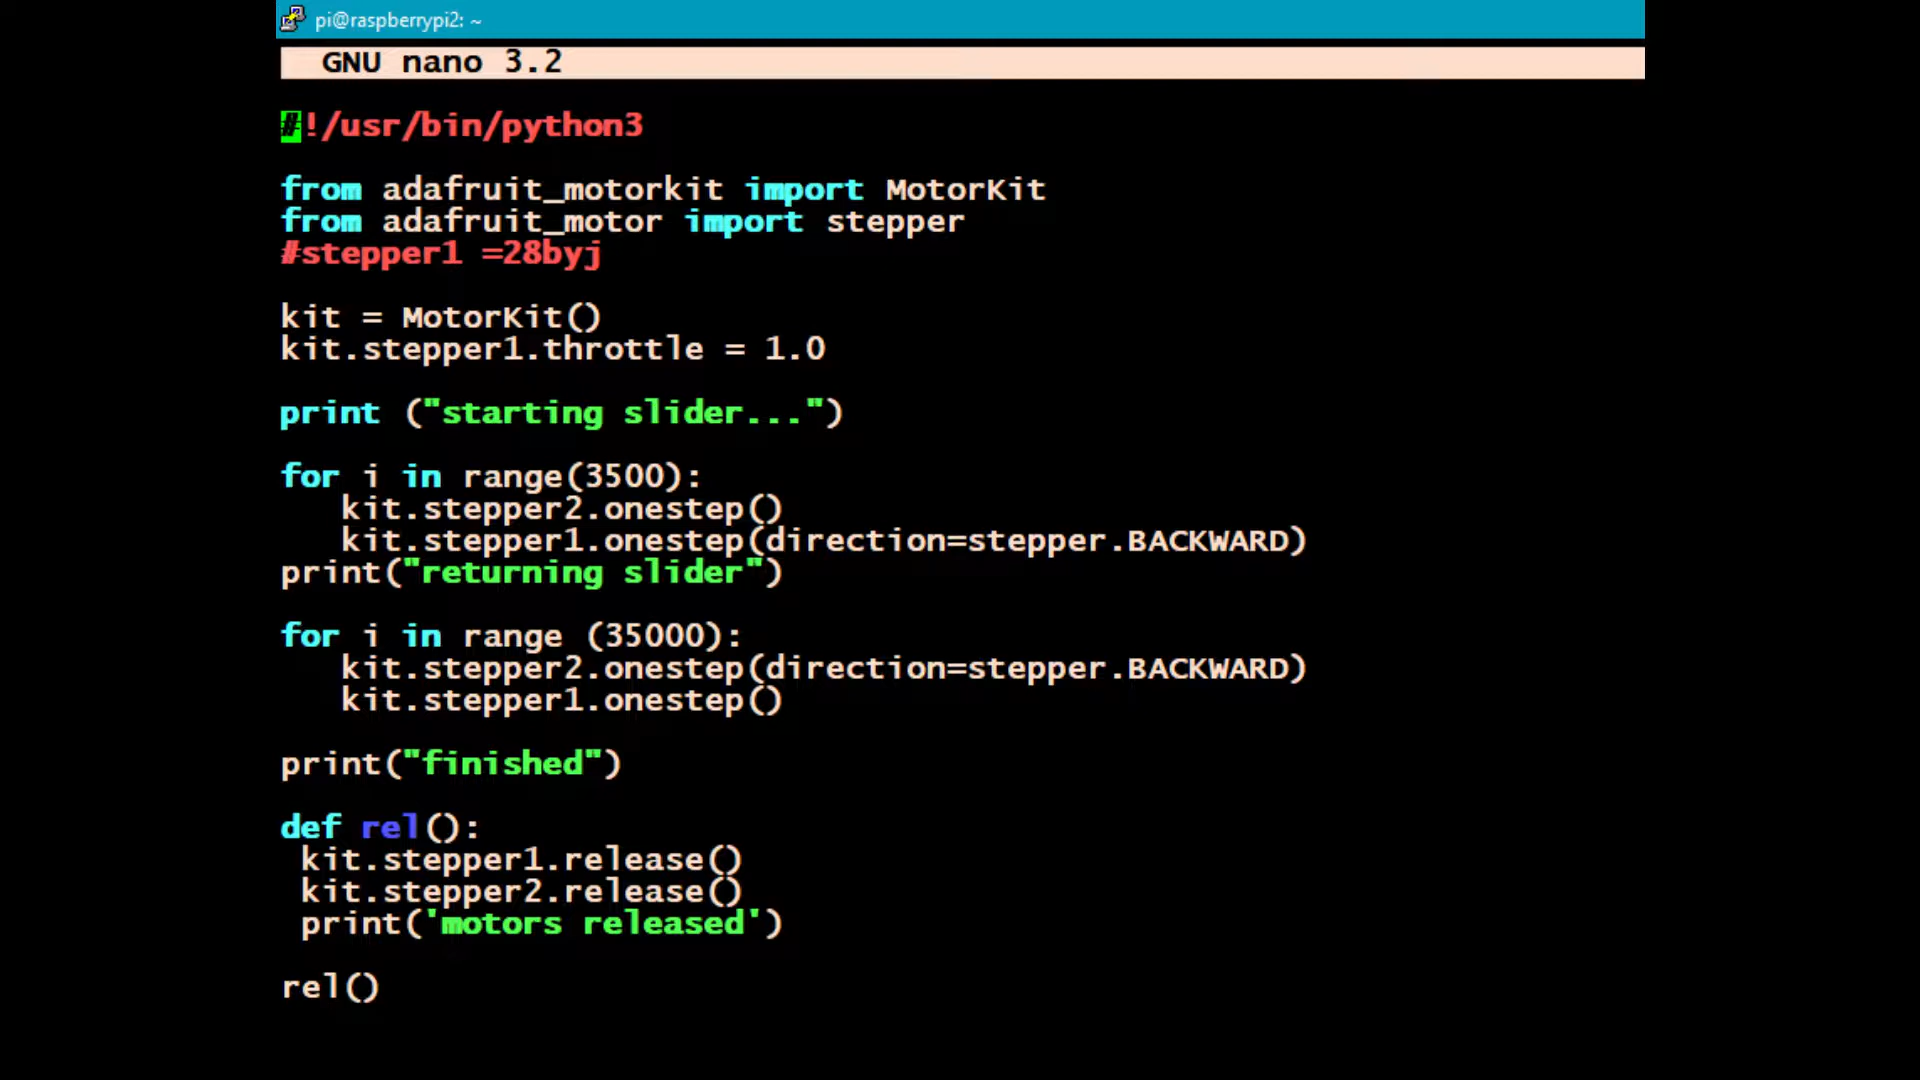 pi@raspberrypi2: ~
GNU nano 3.2
#!/usr/bin/python3
from adafruit_motorkit import MotorKit
from adafruit_motor import stepper
#stepper1 =28byj
kit = MotorKit()
kit.stepper1.throttle = 1.0
print ("starting slider...")
for i in range(3500):
   kit.stepper2.onestep()
   kit.stepper1.onestep(direction=stepper.BACKWARD)
print("returning slider")
for i in range (35000):
   kit.stepper2.onestep(direction=stepper.BACKWARD)
   kit.stepper1.onestep()
print("finished")
def rel():
 kit.stepper1.release()
 kit.stepper2.release()
 print('motors released')
rel()